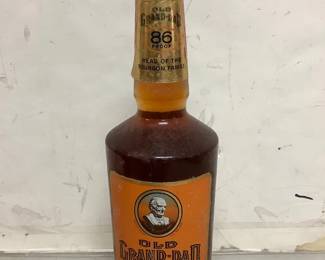 OLD
GRAND-DAD
86
PROOF
HEAD OF THE
BOURBON FAMILY
OLD
GRAND-DAD